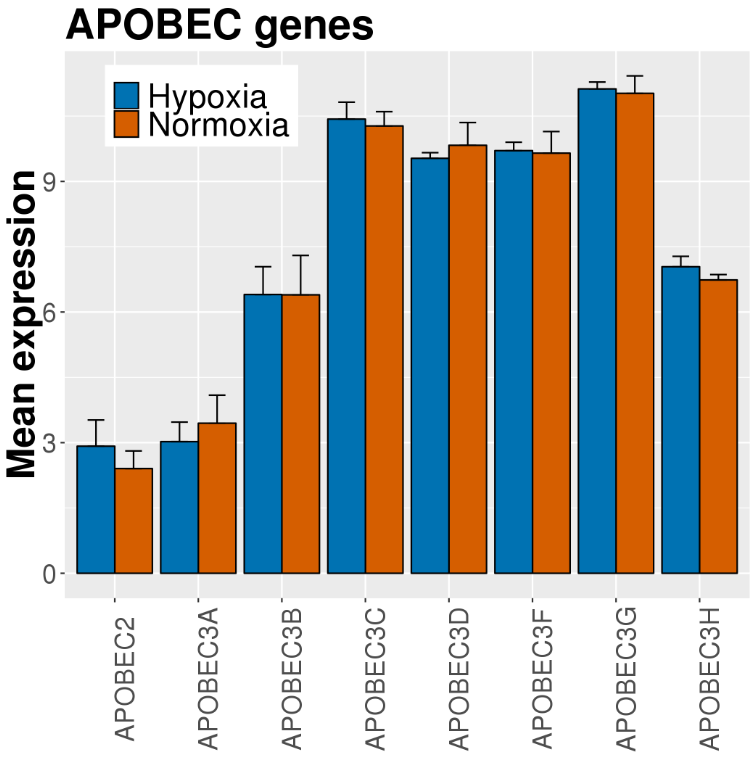 APOBEC genes
Hypoxia
Normoxia
Mean expression
9
6
3
0
APOBEC2
APOBEC3A
APOBEC3B
APOBEC3C
APOBEC3D
APOBEC3F
APOBEC3G
APOBEC3H